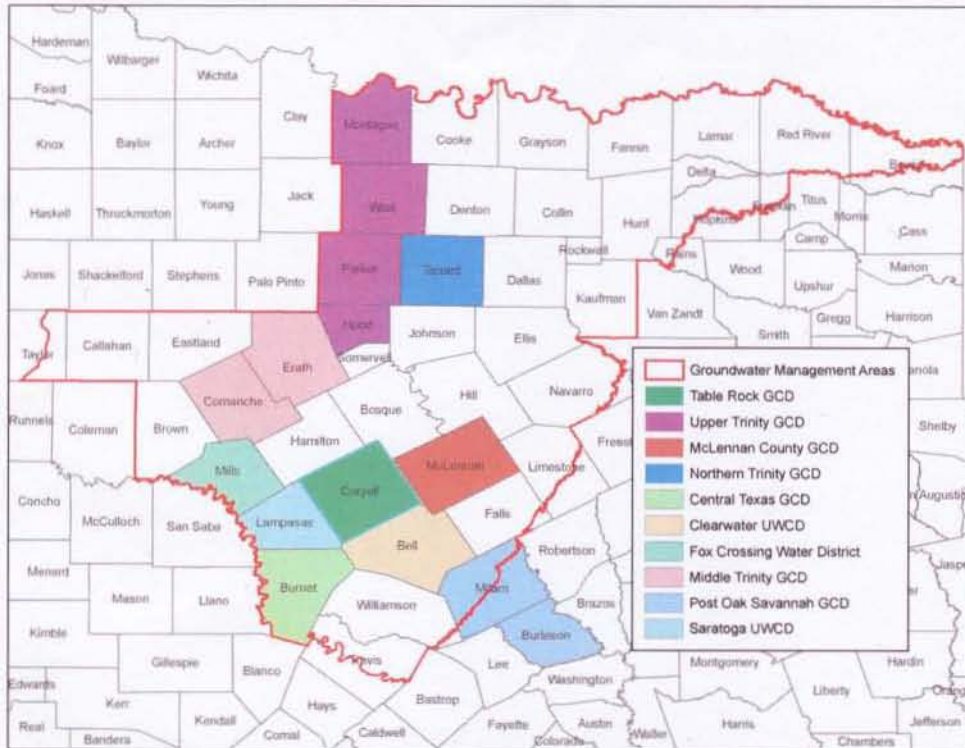 Hardeman
Wilbarger
Wichita
Foard
Clay
Montague
Cooke
Grayson
Fannin
Lamar
Red River
Knox
Baylor
Archer
Delta
Haskell
Throckmorton
Young
Jack
Wise
Denton
Collin
Hunt
Hopkins
Titus
Morris
Cass
Camp
Rockwall
Rains
Wood
Marion
Upshur
Jones
Shackelford
Stephens
Palo Pinto
Parker
Tarrant
Dallas
Kaufman
Van Zandt
Gregg
Harrison
Smith
Hood
Johnson
Ellis
Taylor
Callahan
Eastland
Erath
Somervell
Navarro
Hill
Comanche
Bosque
Runnels
Coleman
Brown
Hamilton
Shelby
Mills
Coryell
McLennan
Limestone
Concho
McCulloch
San Saba
Lampasas
Falls
Bell
Robertson
Menard
Mason
Llano
Burnet
Williamson
Milam
Brazos
Burleson
Kimble
Gillespie
Blanco
Lee
Washington
Montgomery
Hardin
Liberty
Edwards
Kerr
Hays
Bastrop
Real
Kendall
Comal
Caldwell
Fayette
Austin
Waller
Harris
Jefferson
Bandera
Colorado
Chambers
Groundwater Management Areas
Table Rock GCD
Upper Trinity GCD
McLennan County GCD
Northern Trinity GCD
Central Texas GCD
Clearwater UWCD
Fox Crossing Water District
Middle Trinity GCD
Post Oak Savannah GCD
Saratoga UWCD